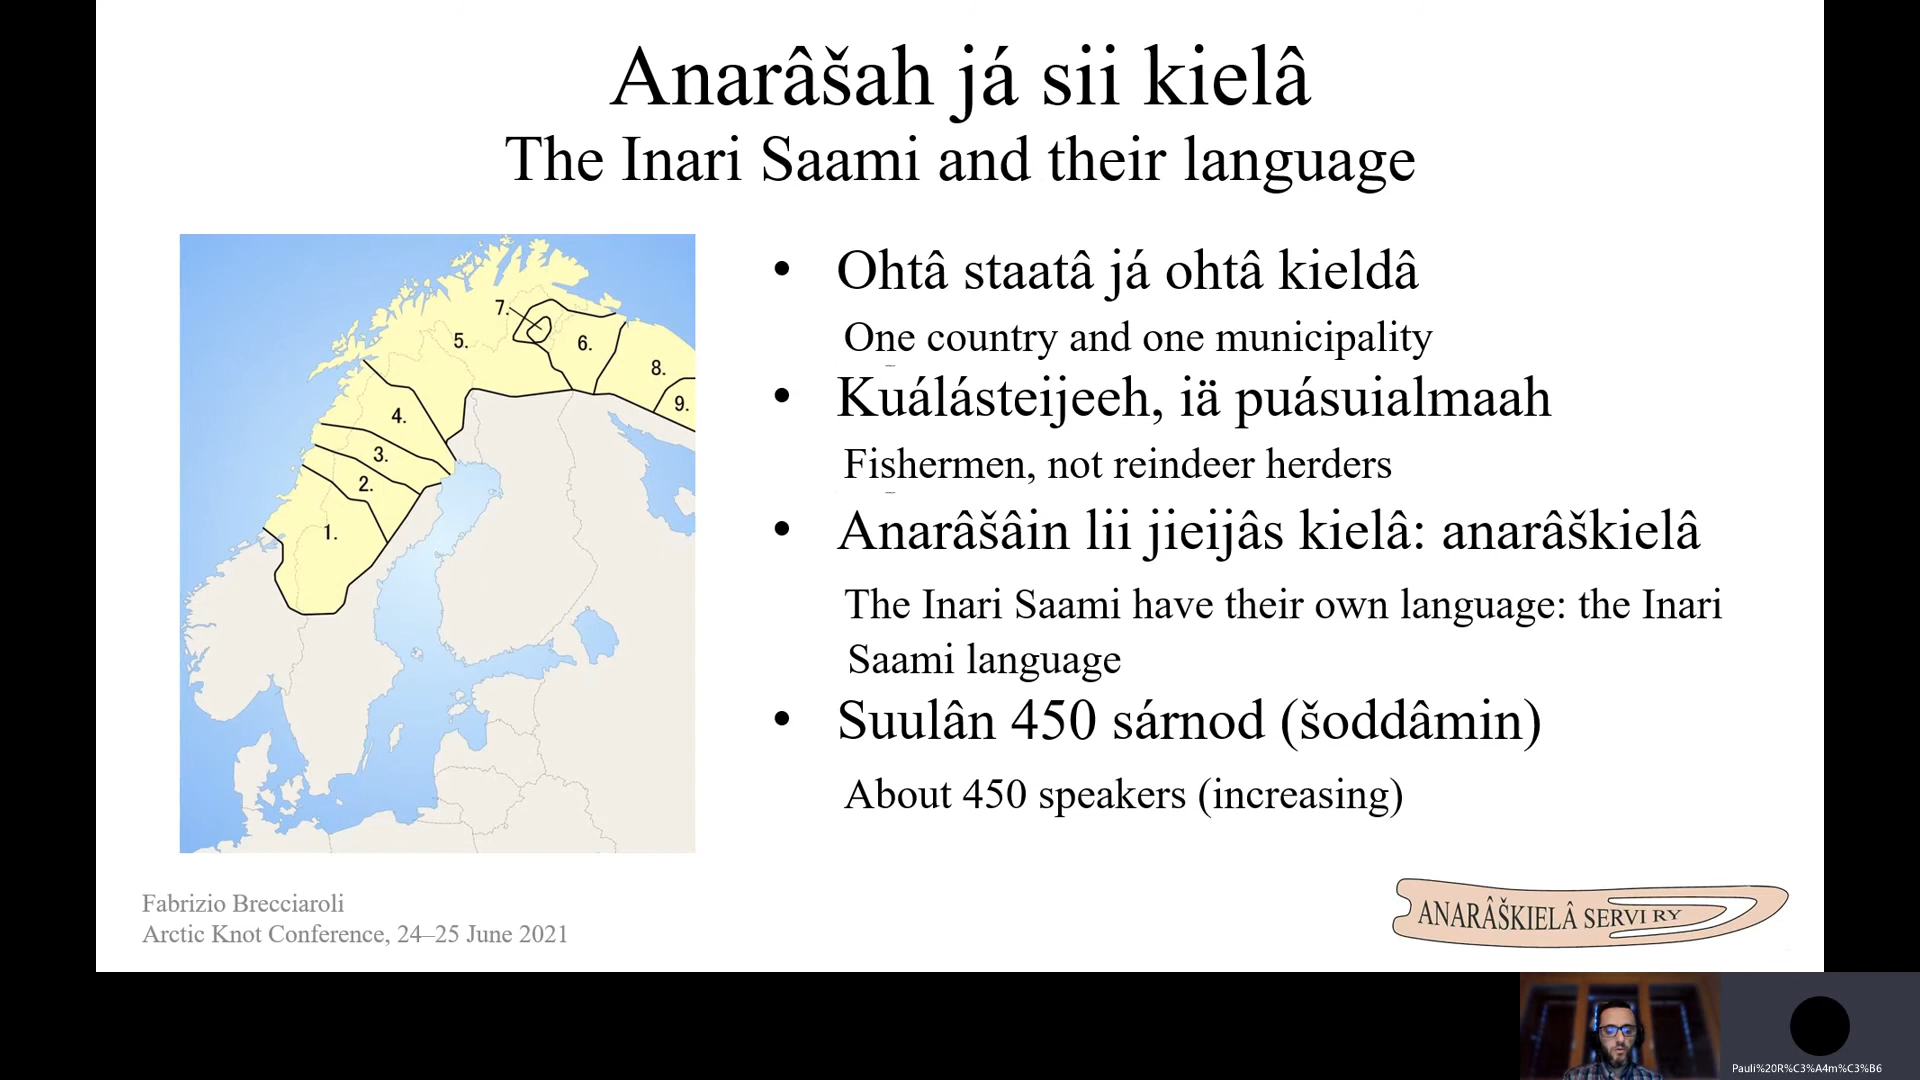 Anarâšah já sii kielâ
The Inari Saami and their language
7.
5.
6.
8.
9.
4.
3.
2.
1.
• Ohtâ staatâ já ohtâ kieldâ
One country and one municipality
• Kuálásteijeeh, iä puásuialmaah
Fishermen, not reindeer herders
• Anarâšâin lii jieijâs kielâ: anarâškielâ
The Inari Saami have their own language: the Inari
Saami language
• Suulân 450 sárnod (šoddâmin)
About 450 speakers (increasing)
Fabrizio Brecciaroli
Arctic Knot Conference, 24–25 June 2021
ANARÂŠKIELÂ SERVI RY
Pauli%20R%C3%A4m%C3%B6